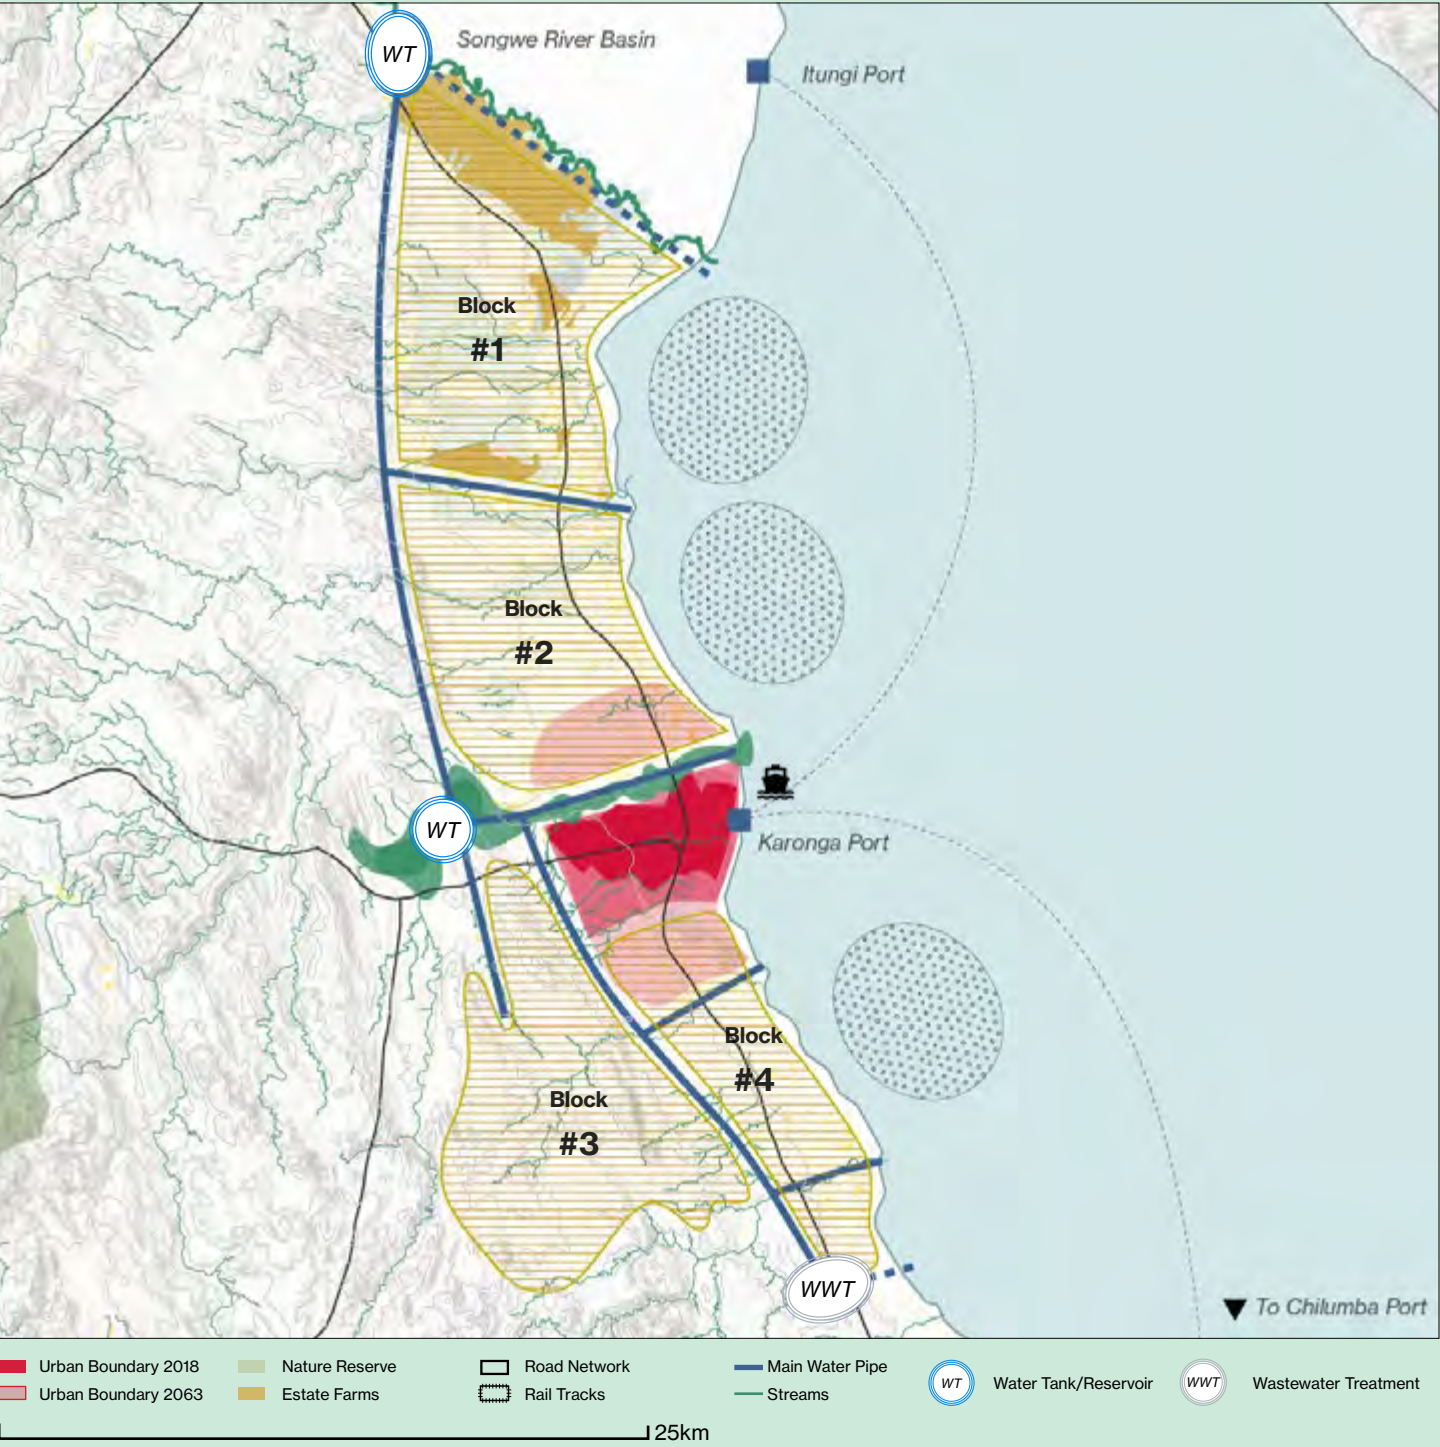 WT
Songwe River Basin
Itungi Port
Block
#1
Block
#2
WT
Karonga Port
Block
#4
Block
#3
WWT
To Chilumba Port
Urban Boundary 2018
Nature Reserve
Road Network
Main Water Pipe
WT
Water Tank/Reservoir
WWT
Wastewater Treatment
Urban Boundary 2063
Estate Farms
Rail Tracks
Streams
25km